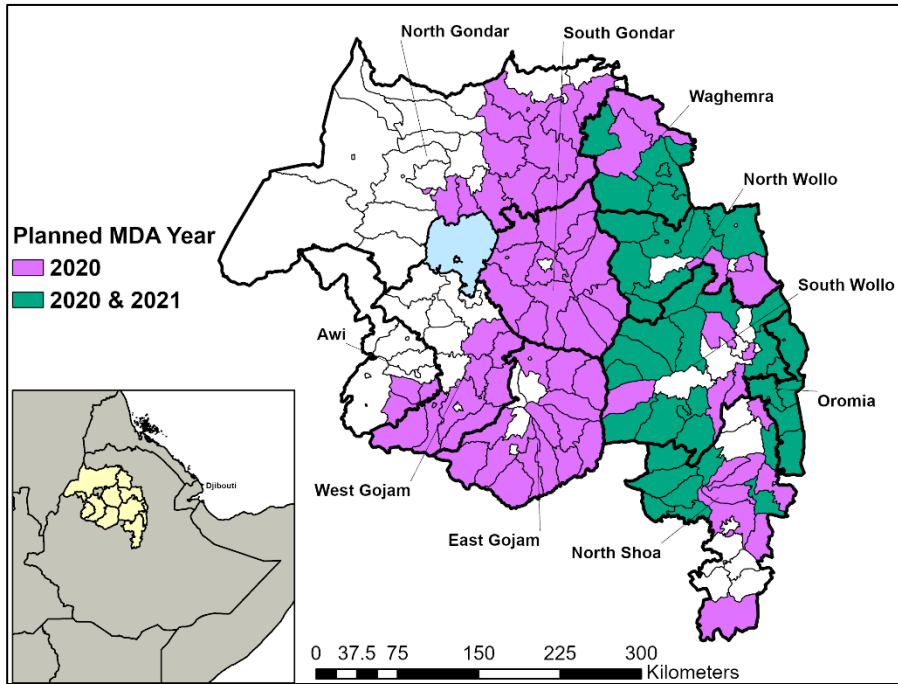 North Gondar
South Gondar
Waghemra
North Wollo
Planned MDA Year
2020
2020 & 2021
South Wollo
Awi
Oromia
Djibouti
West Gojam
East Gojam
North Shoa
0 37.5 75 150 225 300
Kilometers